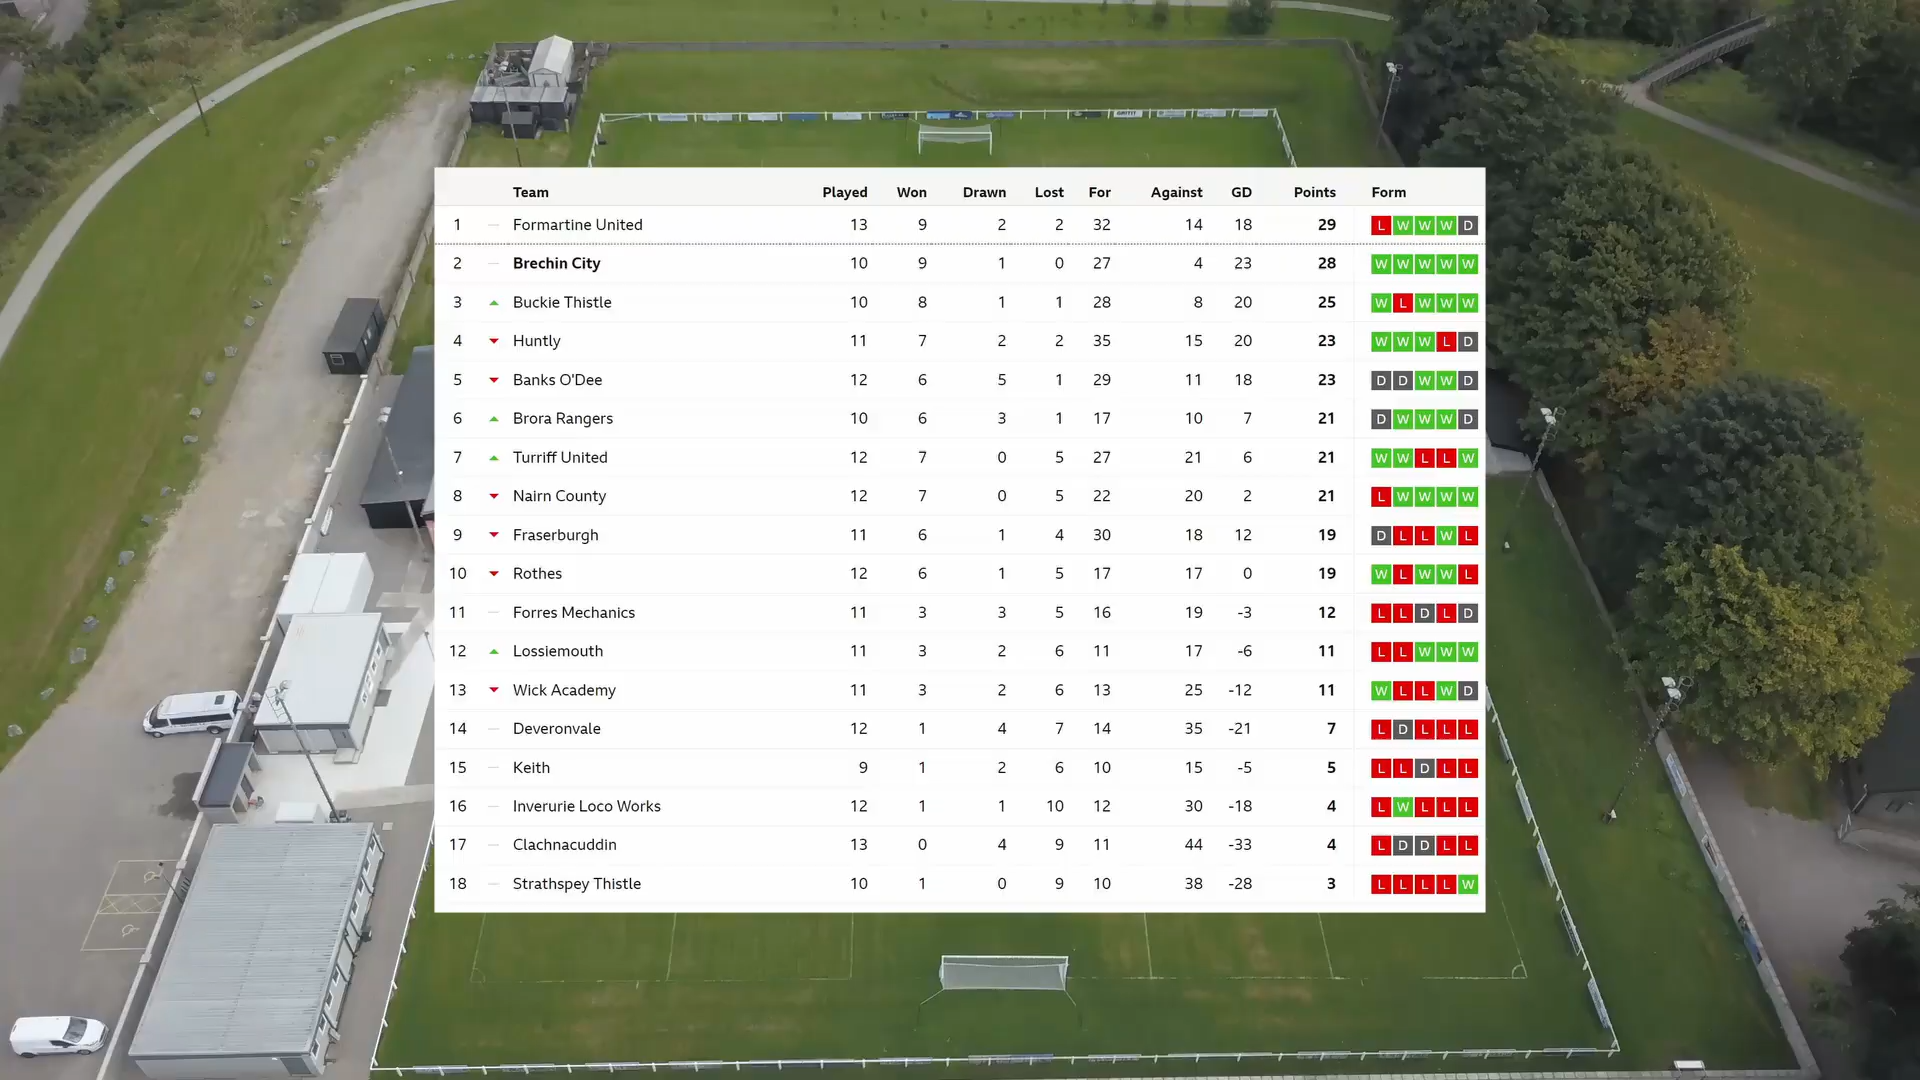 Team Played Won Drawn Lost For Against GD Points Form
1 Formartine United 13 9 2 2 32 14 18 29 L W W W D
2 Brechin City 10 9 1 0 27 4 23 28 W W W W W
3 Buckie Thistle 10 8 1 1 28 8 20 25 W L W W W
4 Huntly 11 7 2 2 35 15 20 23 W W W L D
5 Banks O'Dee 12 6 5 1 29 11 18 23 D D W W D
6 Brora Rangers 10 6 3 1 17 10 7 21 D W W W D
7 Turriff United 12 7 0 5 27 21 6 21 W W L L W
8 Nairn County 12 7 0 5 22 20 2 21 L W W W W
9 Fraserburgh 11 6 1 4 30 18 12 19 D L L W L
10 Rothes 12 6 1 5 17 17 0 19 W L W W L
11 Forres Mechanics 11 3 3 5 16 19 -3 12 L L D L D
12 Lossiemouth 11 3 2 6 11 17 -6 11 L L W W W
13 Wick Academy 11 3 2 6 13 25 -12 11 W L L W D
14 Deveronvale 12 1 4 7 14 35 -21 7 L D L L L
15 Keith 9 1 2 6 10 15 -5 5 L L D L L
16 Inverurie Loco Works 12 1 1 10 12 30 -18 4 L W L L L
17 Clachnacuddin 13 0 4 9 11 44 -33 4 L D D L L
18 Strathspey Thistle 10 1 0 9 10 38 -28 3 L L L L W